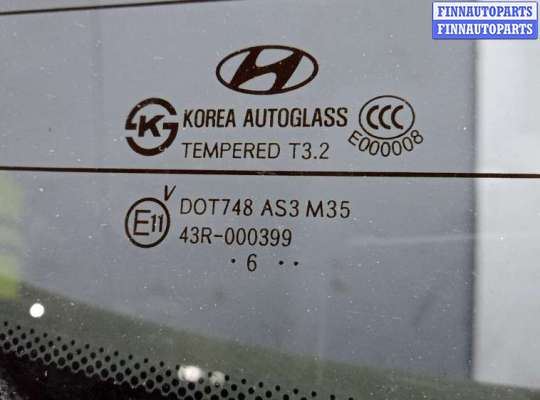 FINNAUTOPARTS
FINNAUTOPARTS
KOREA AUTOGLASS
TEMPERED T3.2
K S
CCC
E000008
V
E11
DOT748 AS3 M35
43R-000399
· 6 ··